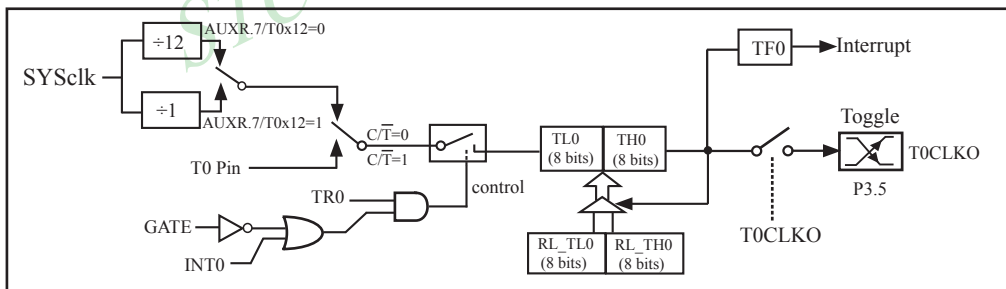 STC
AUXR.7/T0x12=0
÷12
SYSclk
÷1
AUXR.7/T0x12=1
C/T̅=0
C/T̅=1
T0 Pin
TR0
control
GATE
INT0
TL0
(8 bits)
TH0
(8 bits)
RL_TL0
(8 bits)
RL_TH0
(8 bits)
TF0
Interrupt
Toggle
T0CLKO
P3.5
T0CLKO